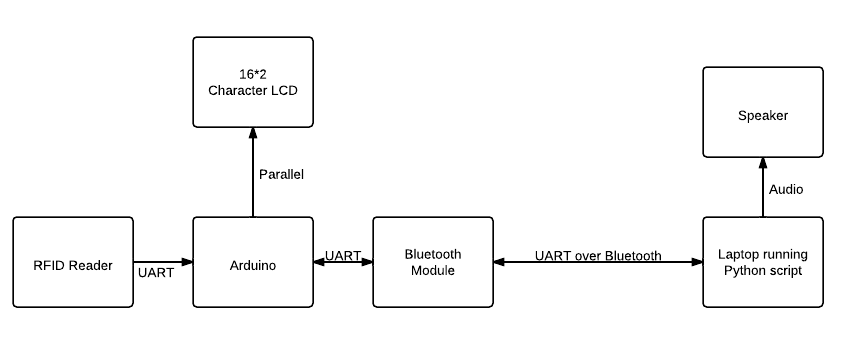 16*2
Character LCD
Speaker
Parallel
Audio
RFID Reader
UART
Arduino
UART
Bluetooth
Module
UART over Bluetooth
Laptop running
Python script